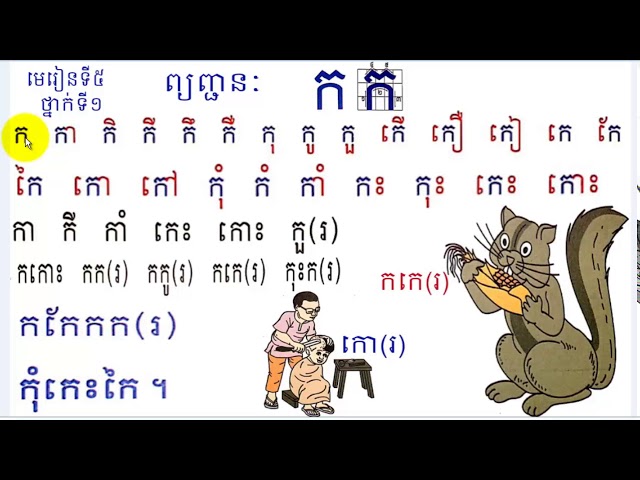 មេរៀនទី៥
ថ្នាក់ទី១
ព្យញ្ជនៈ
ក ក
ក កា កិ កី កឹ កឺ កុ កូ កួ កើ កឿ កៀ កេ កែ
កៃ កោ កៅ កុំ កំ កាំ កះ កុះ កេះ កោះ
កា កី កាំ កេះ កោះ កួ(រ)
កកោះ កក(រ) កកូ(រ) កកេ(រ) កុះក(រ)
កកេ(រ)
កកែកក(រ)
កោ(រ)
កុំកេះកៃ ។